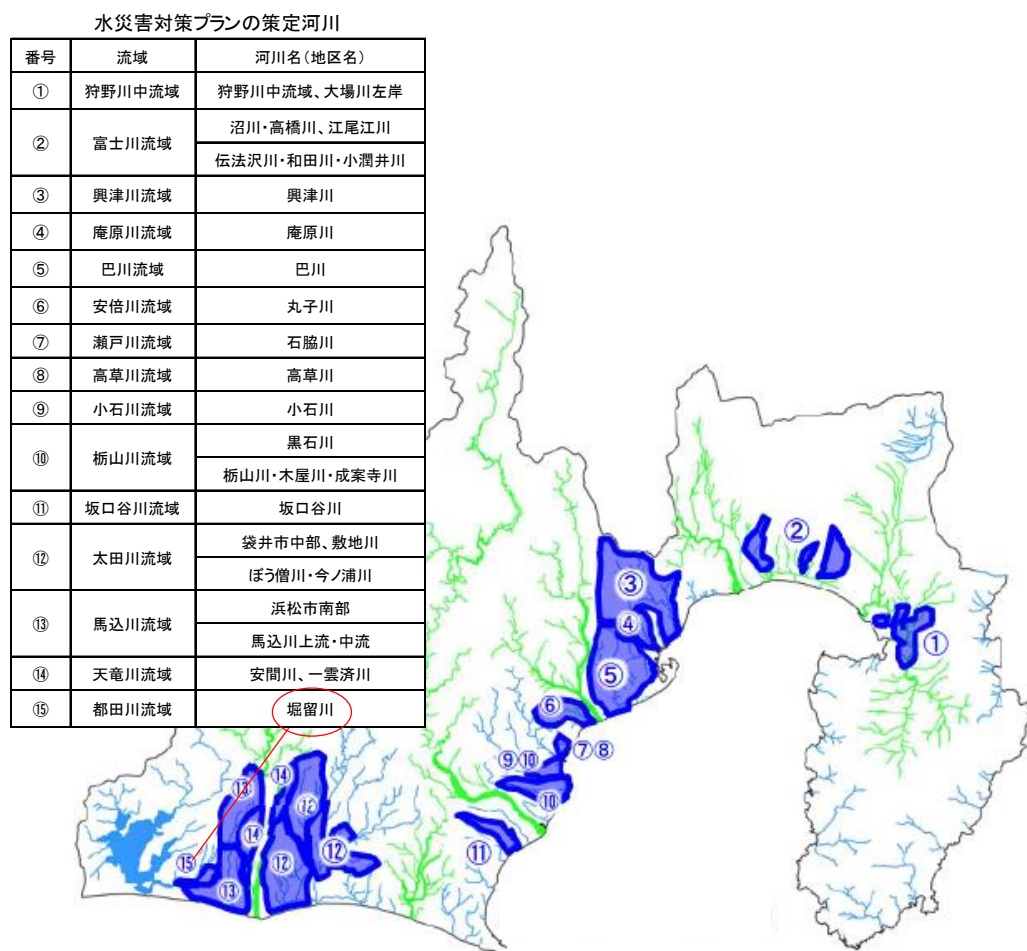 水災害対策プランの策定河川
番号 流域 河川名(地区名)
① 狩野川中流域 狩野川中流域、大場川左岸
② 富士川流域 沼川・高橋川、江尾江川
伝法沢川・和田川・小潤井川
③ 興津川流域 興津川
④ 庵原川流域 庵原川
⑤ 巴川流域 巴川
⑥ 安倍川流域 丸子川
⑦ 瀬戸川流域 石脇川
⑧ 高草川流域 高草川
⑨ 小石川流域 小石川
⑩ 栃山川流域 黒石川
栃山川・木屋川・成案寺川
⑪ 坂口谷川流域 坂口谷川
⑫ 太田川流域 袋井市中部、敷地川
ぼう僧川・今ノ浦川
⑬ 馬込川流域 浜松市南部
馬込川上流・中流
⑭ 天竜川流域 安間川、一雲済川
⑮ 都田川流域 堀留川
②
③
④
①
⑤
⑥
⑦ ⑧
⑨ ⑩
⑩
⑪
⑬
⑭
⑫
⑭
⑫
⑫
⑮
⑬